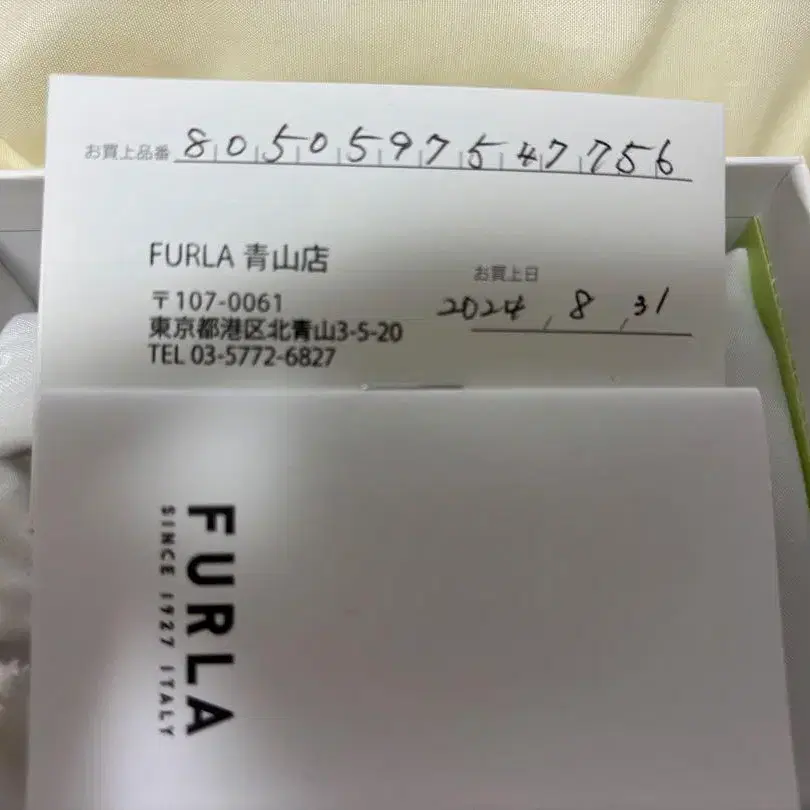 お買上品番 8050597547756
FURLA 青山店
お買上日
〒107-0061
2024, 8, 31
東京都港区北青山3-5-20
TEL 03-5772-6827
FURLA
SINCE 1927 ITALY